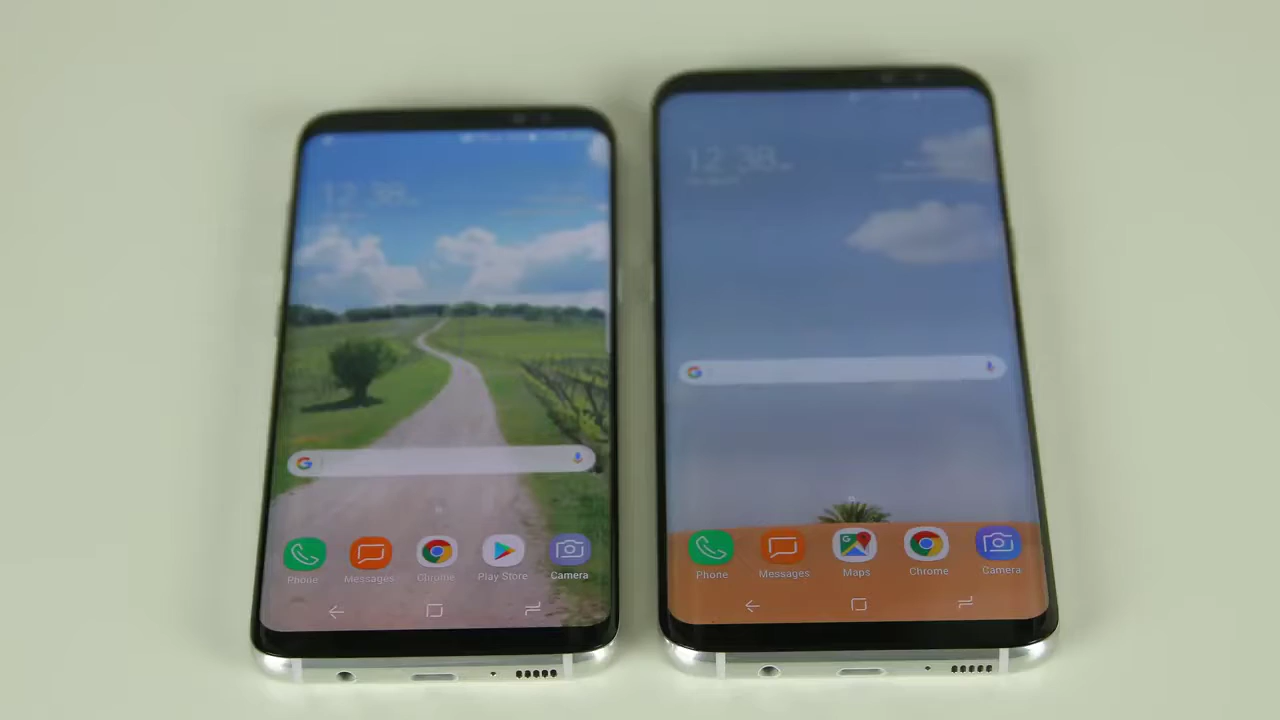 12 38
Phone
Messages
Chrome
Play Store
Camera
12 38
Phone
Messages
Maps
Chrome
Camera